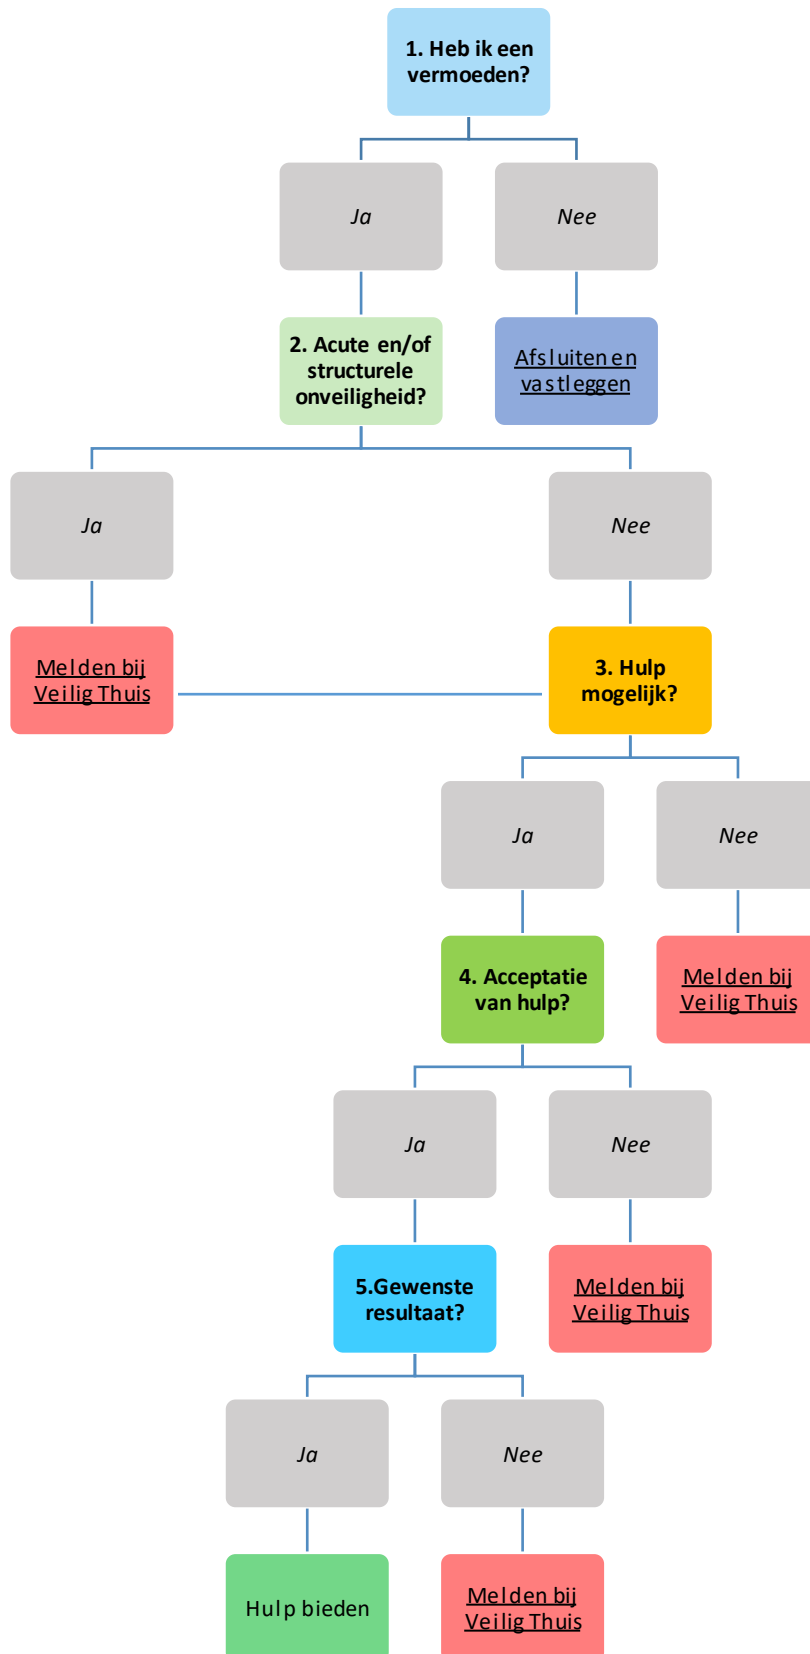 1. Heb ik een
vermoeden?
Ja
Nee
2. Acute en/of
structurele
onveiligheid?
Afsluiten en
vastleggen
Ja
Nee
Melden bij
Veilig Thuis
3. Hulp
mogelijk?
Ja
Nee
4. Acceptatie
van hulp?
Melden bij
Veilig Thuis
Ja
Nee
5.Gewenste
resultaat?
Melden bij
Veilig Thuis
Ja
Nee
Hulp bieden
Melden bij
Veilig Thuis